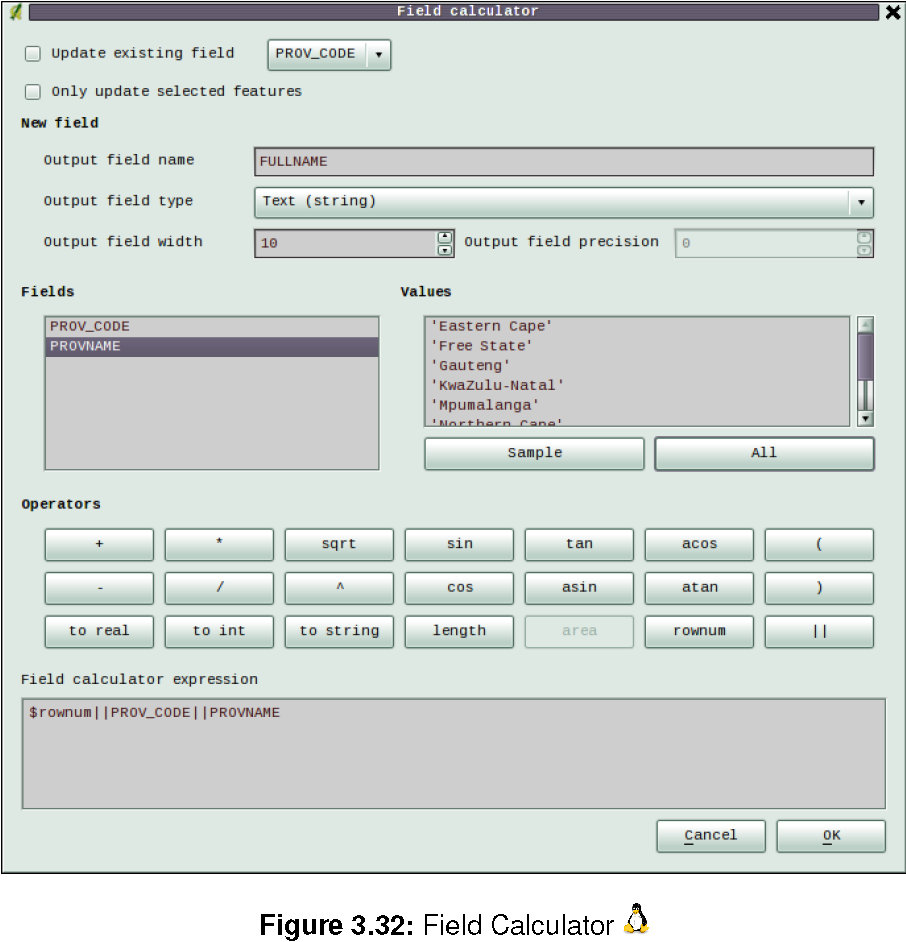 Field calculator
Update existing field PROV_CODE
Only update selected features
New field
Output field name FULLNAME
Output field type Text (string)
Output field width 10 Output field precision 0
Fields Values
PROV_CODE
PROVNAME
'Eastern Cape'
'Free State'
'Gauteng'
'KwaZulu-Natal'
'Mpumalanga'
'Northern Cape'
Sample All
Operators
+ * sqrt sin tan acos (
- / ^ cos asin atan )
to real to int to string length area rownum ||
Field calculator expression
$rownum||PROV_CODE||PROVNAME
Cancel OK
Figure 3.32: Field Calculator